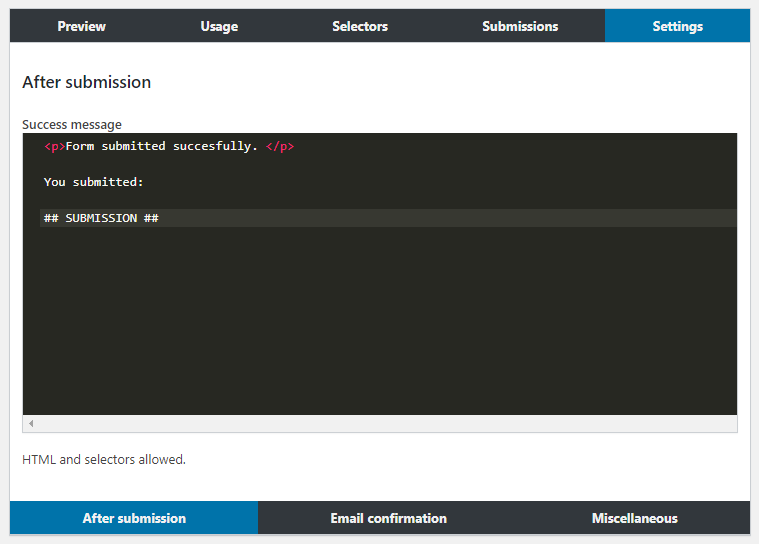 Preview Usage Selectors Submissions Settings
After submission
Success message
<p>Form submitted succesfully. </p>
You submitted:
## SUBMISSION ##
HTML and selectors allowed.
After submission Email confirmation Miscellaneous